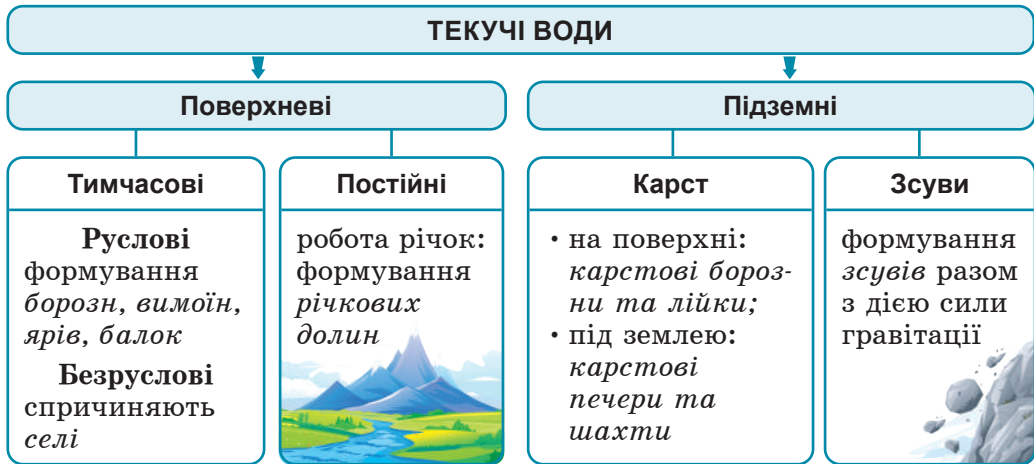 ТЕКУЧІ ВОДИ
Поверхневі
Підземні
Тимчасові
Руслові
формування
борозн, вимоїн,
ярів, балок
Безруслові
спричиняють
селі
Постійні
робота річок:
формування
річкових
долин
Карст
• на поверхні:
карстові бороз-
ни та лійки;
• під землею:
карстові
печери та
шахти
Зсуви
формування
зсувів разом
з дією сили
гравітації